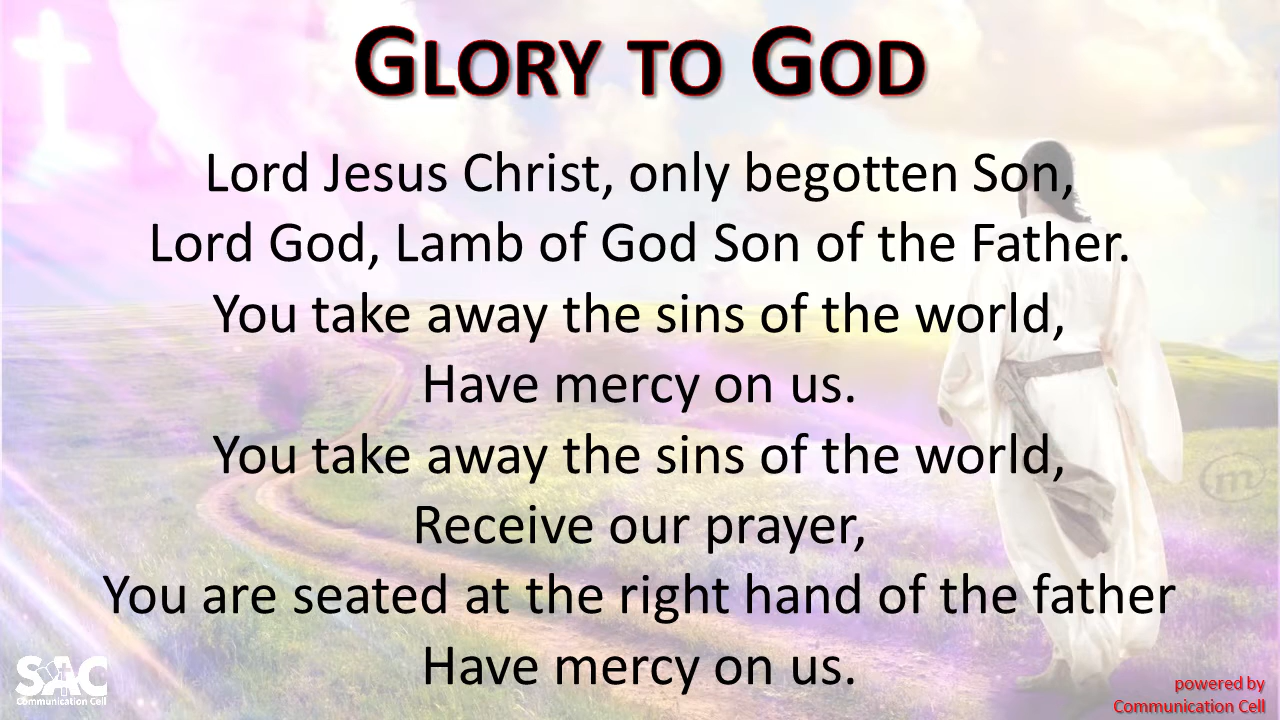 GLORY TO GOD
Lord Jesus Christ, only begotten Son,
Lord God, Lamb of God Son of the Father.
You take away the sins of the world,
Have mercy on us.
You take away the sins of the world,
Receive our prayer,
You are seated at the right hand of the father
Have mercy on us.
SAC
Communication Cell
powered by
Communication Cell
m